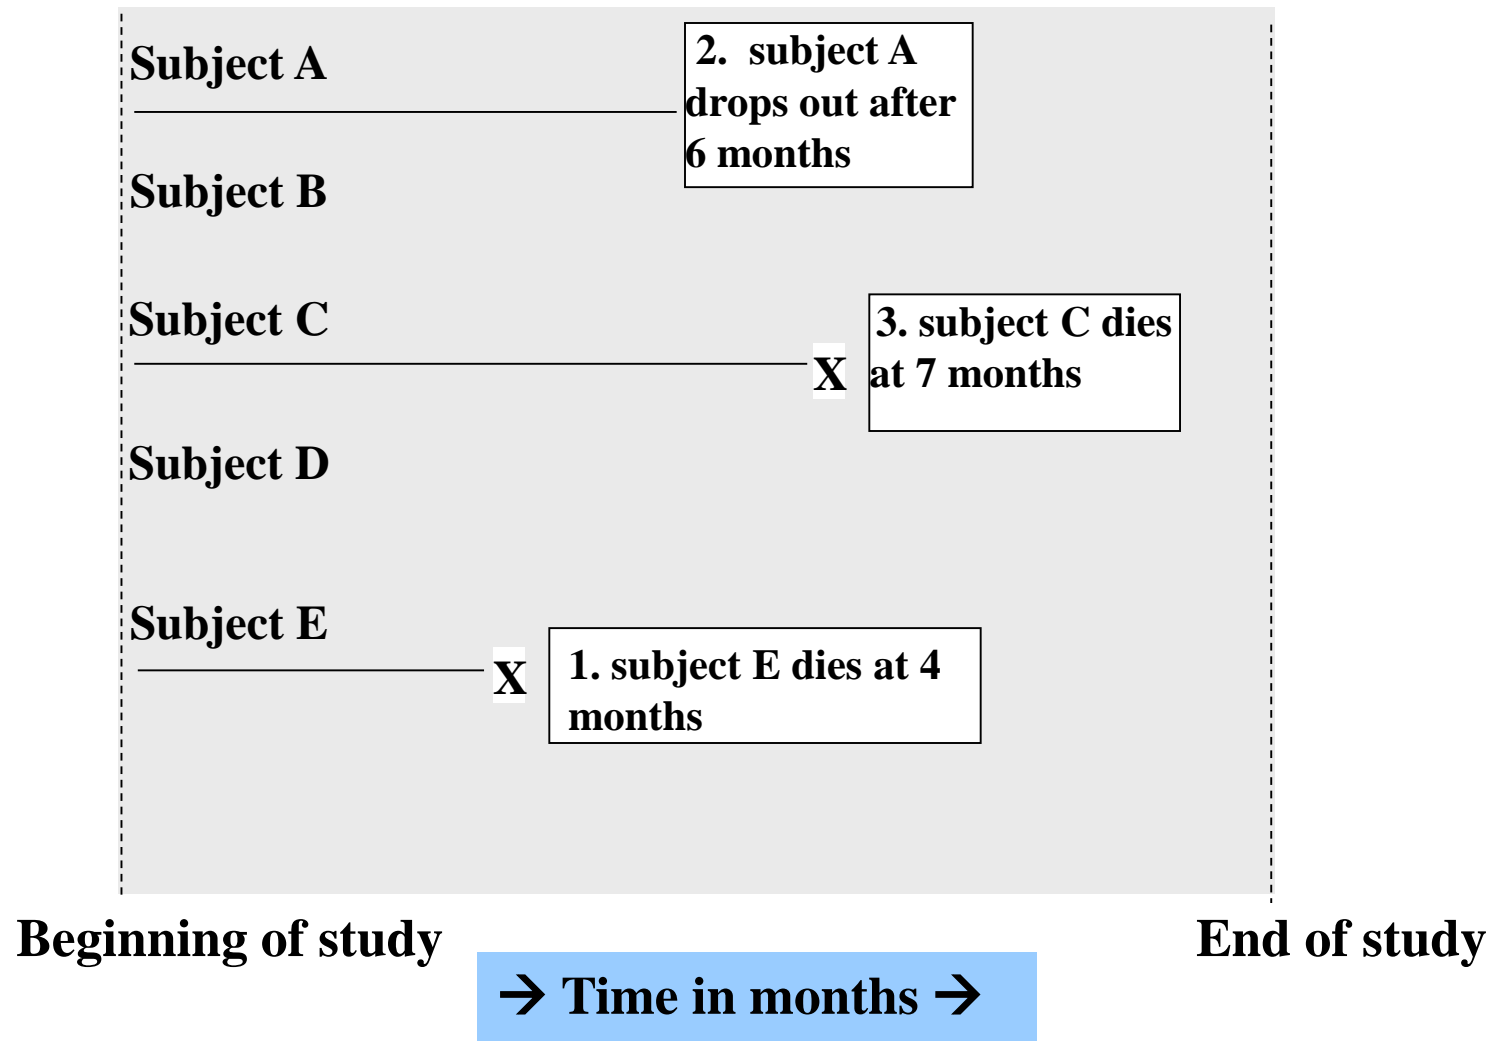 Subject A
2. subject A
drops out after
6 months
Subject B
Subject C
X
3. subject C dies
at 7 months
Subject D
Subject E
X
1. subject E dies at 4
months
Beginning of study
End of study
→ Time in months →